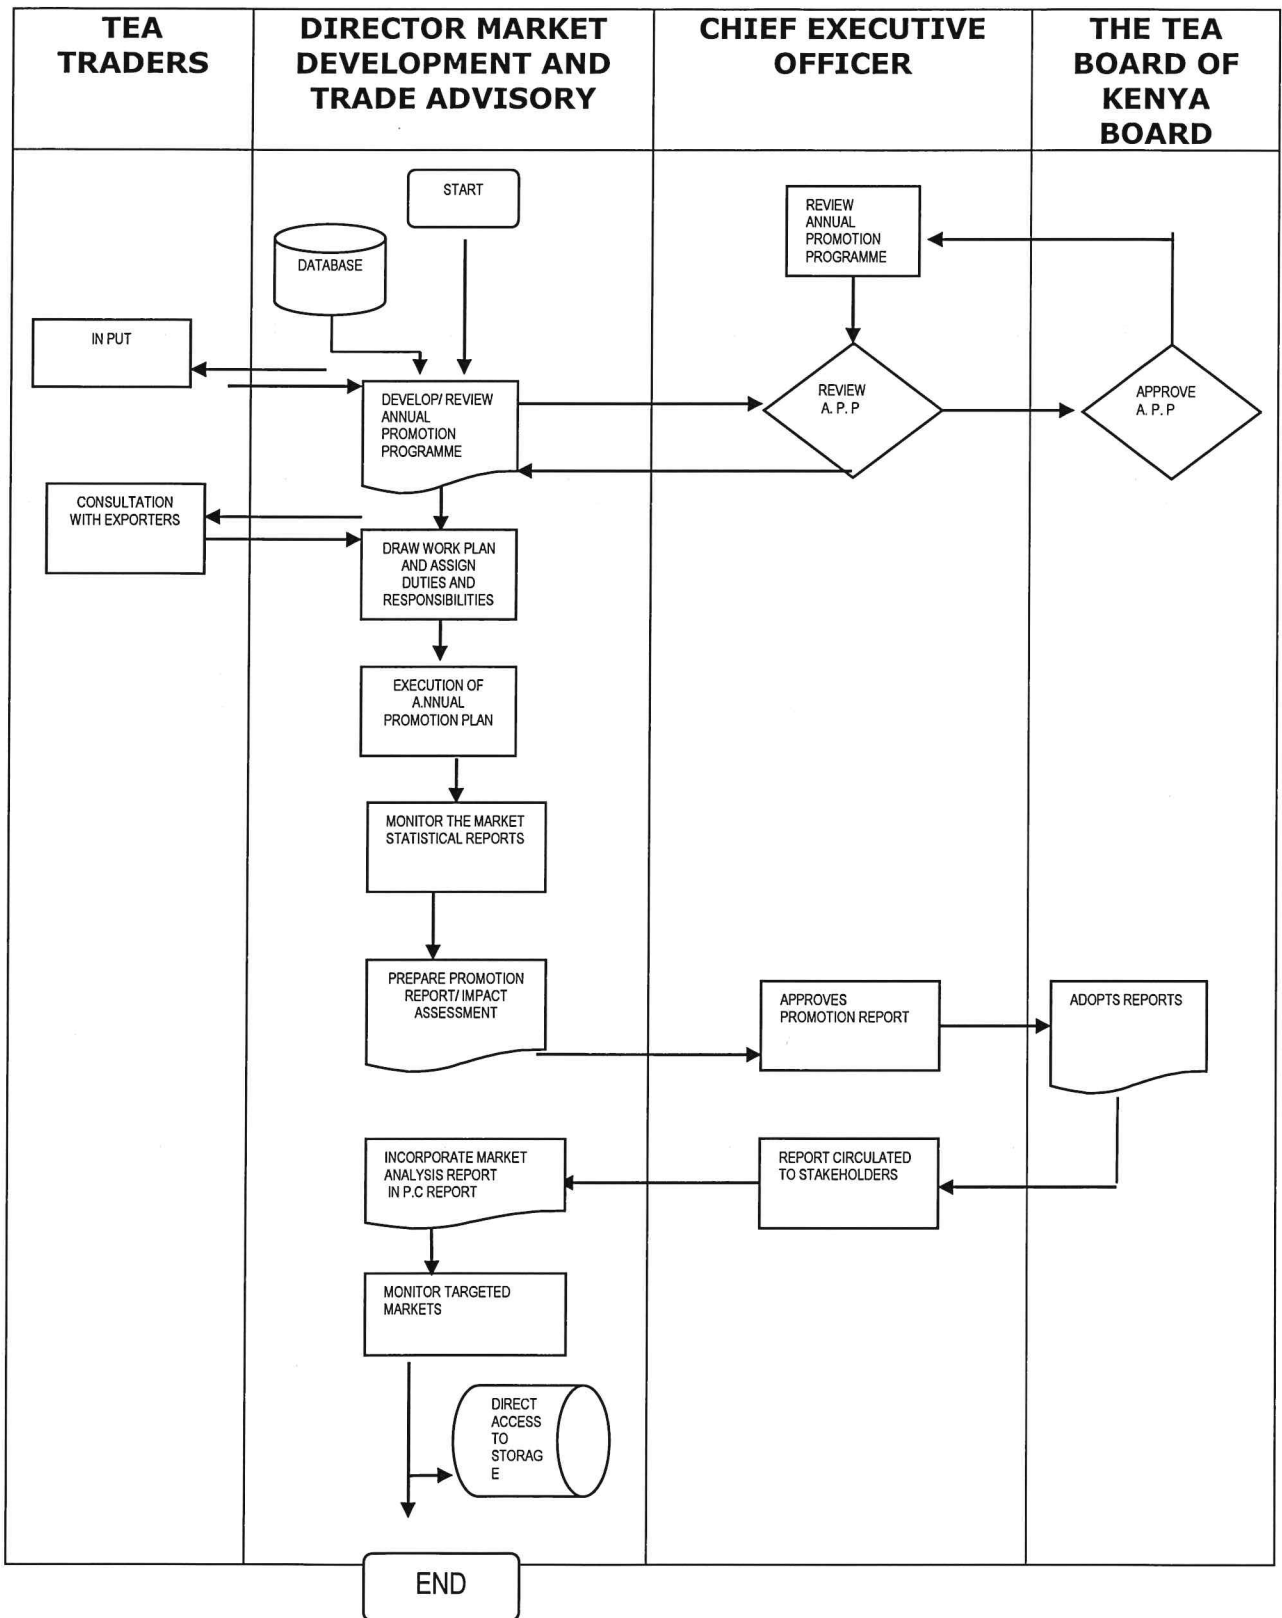 TEA
TRADERS
DIRECTOR MARKET
DEVELOPMENT AND
TRADE ADVISORY
CHIEF EXECUTIVE
OFFICER
THE TEA
BOARD OF
KENYA
BOARD
START
DATABASE
REVIEW
ANNUAL
PROMOTION
PROGRAMME
IN PUT
DEVELOP/ REVIEW
ANNUAL
PROMOTION
PROGRAMME
REVIEW
A. P. P
APPROVE
A. P. P
CONSULTATION
WITH EXPORTERS
DRAW WORK PLAN
AND ASSIGN
DUTIES AND
RESPONSIBILITIES
EXECUTION OF
A.NNUAL
PROMOTION PLAN
MONITOR THE MARKET
STATISTICAL REPORTS
PREPARE PROMOTION
REPORT/ IMPACT
ASSESSMENT
APPROVES
PROMOTION REPORT
ADOPTS REPORTS
INCORPORATE MARKET
ANALYSIS REPORT
IN P.C REPORT
REPORT CIRCULATED
TO STAKEHOLDERS
MONITOR TARGETED
MARKETS
DIRECT
ACCESS
TO
STORAG
E
END